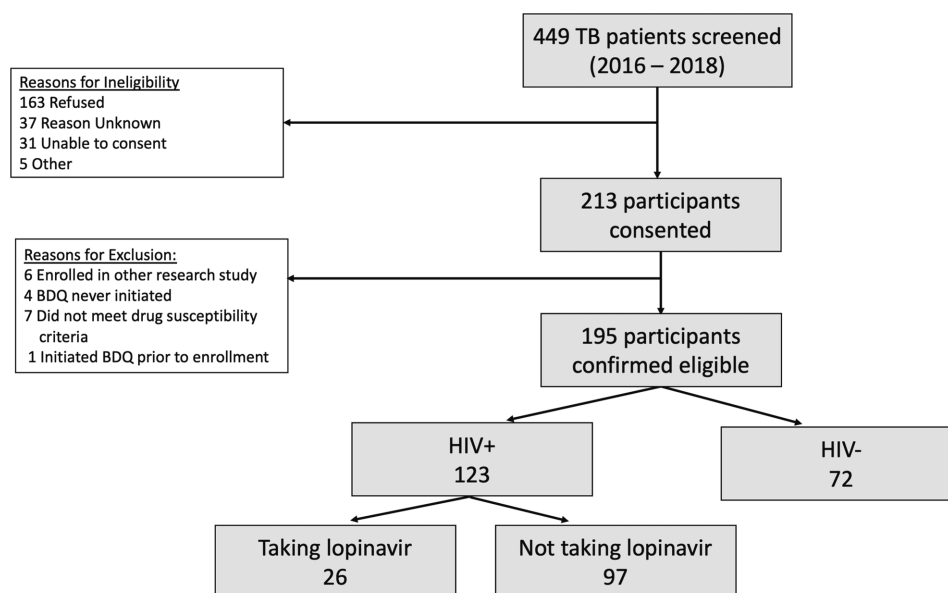 449 TB patients screened
(2016 – 2018)
Reasons for Ineligibility
163 Refused
37 Reason Unknown
31 Unable to consent
5 Other
213 participants
consented
Reasons for Exclusion:
6 Enrolled in other research study
4 BDQ never initiated
7 Did not meet drug susceptibility
criteria
1 Initiated BDQ prior to enrollment
195 participants
confirmed eligible
HIV+
123
HIV-
72
Taking lopinavir
26
Not taking lopinavir
97